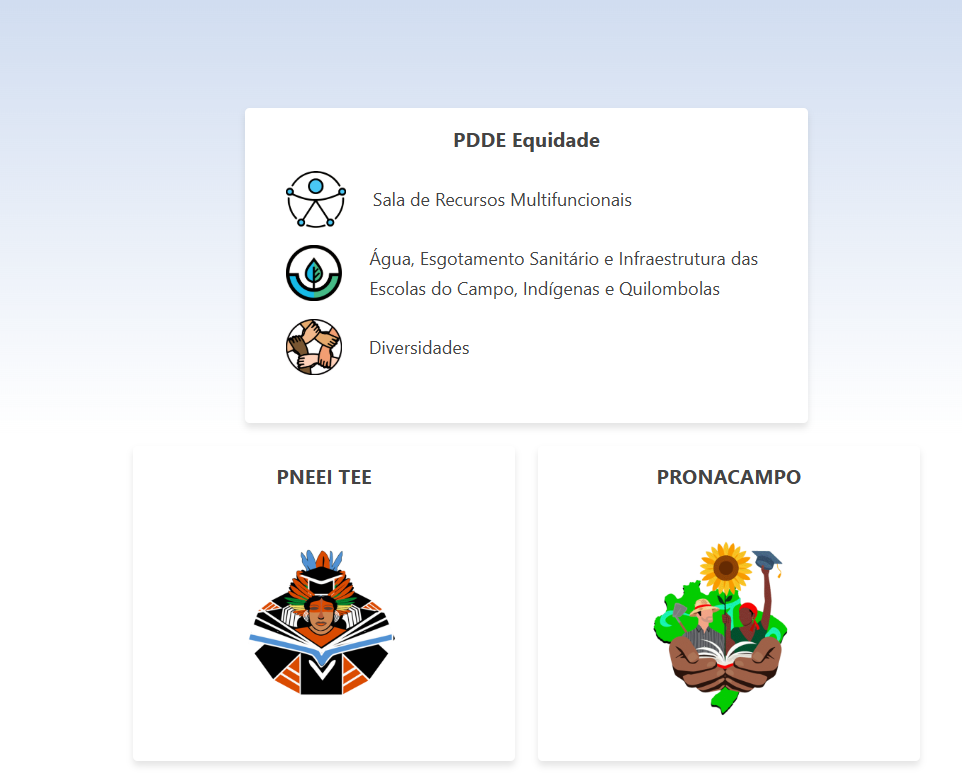 PDDE Equidade
Sala de Recursos Multifuncionais
Água, Esgotamento Sanitário e Infraestrutura das
Escolas do Campo, Indígenas e Quilombolas
Diversidades
PNEEI TEE
PRONACAMPO